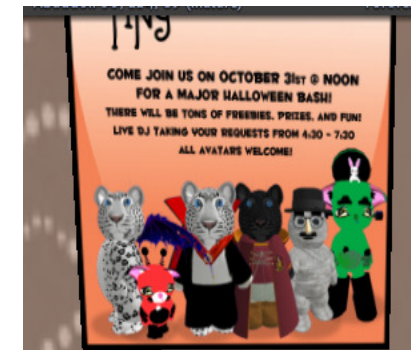 COME JOIN US ON OCTOBER 31ST @ NOON
FOR A MAJOR HALLOWEEN BASH!
THERE WILL BE TONS OF FREEBIES, PRIZES, AND FUN!
LIVE DJ TAKING YOUR REQUESTS FROM 4:30 - 7:30
ALL AVATARS WELCOME!